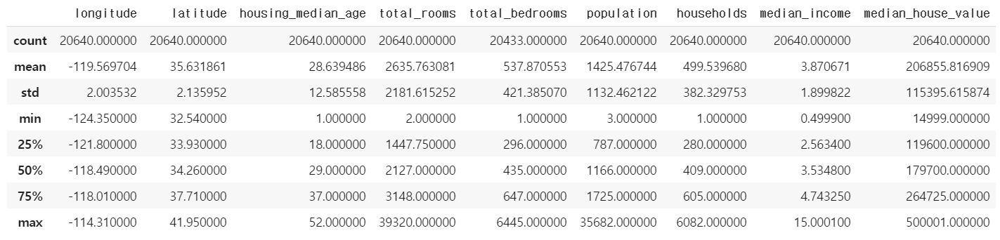 longitude latitude housing_median_age total_rooms total_bedrooms population households median_income median_house_value
count 20640.000000 20640.000000 20640.000000 20640.000000 20433.000000 20640.000000 20640.000000 20640.000000 20640.000000
mean -119.569704 35.631861 28.639486 2635.763081 537.870553 1425.476744 499.539680 3.870671 206855.816909
std 2.003532 2.135952 12.585558 2181.615252 421.385070 1132.462122 382.329753 1.899822 115395.615874
min -124.350000 32.540000 1.000000 2.000000 1.000000 3.000000 1.000000 0.499900 14999.000000
25% -121.800000 33.930000 18.000000 1447.750000 296.000000 787.000000 280.000000 2.563400 119600.000000
50% -118.490000 34.260000 29.000000 2127.000000 435.000000 1166.000000 409.000000 3.534800 179700.000000
75% -118.010000 37.710000 37.000000 3148.000000 647.000000 1725.000000 605.000000 4.743250 264725.000000
max -114.310000 41.950000 52.000000 39320.000000 6445.000000 35682.000000 6082.000000 15.000100 500001.000000